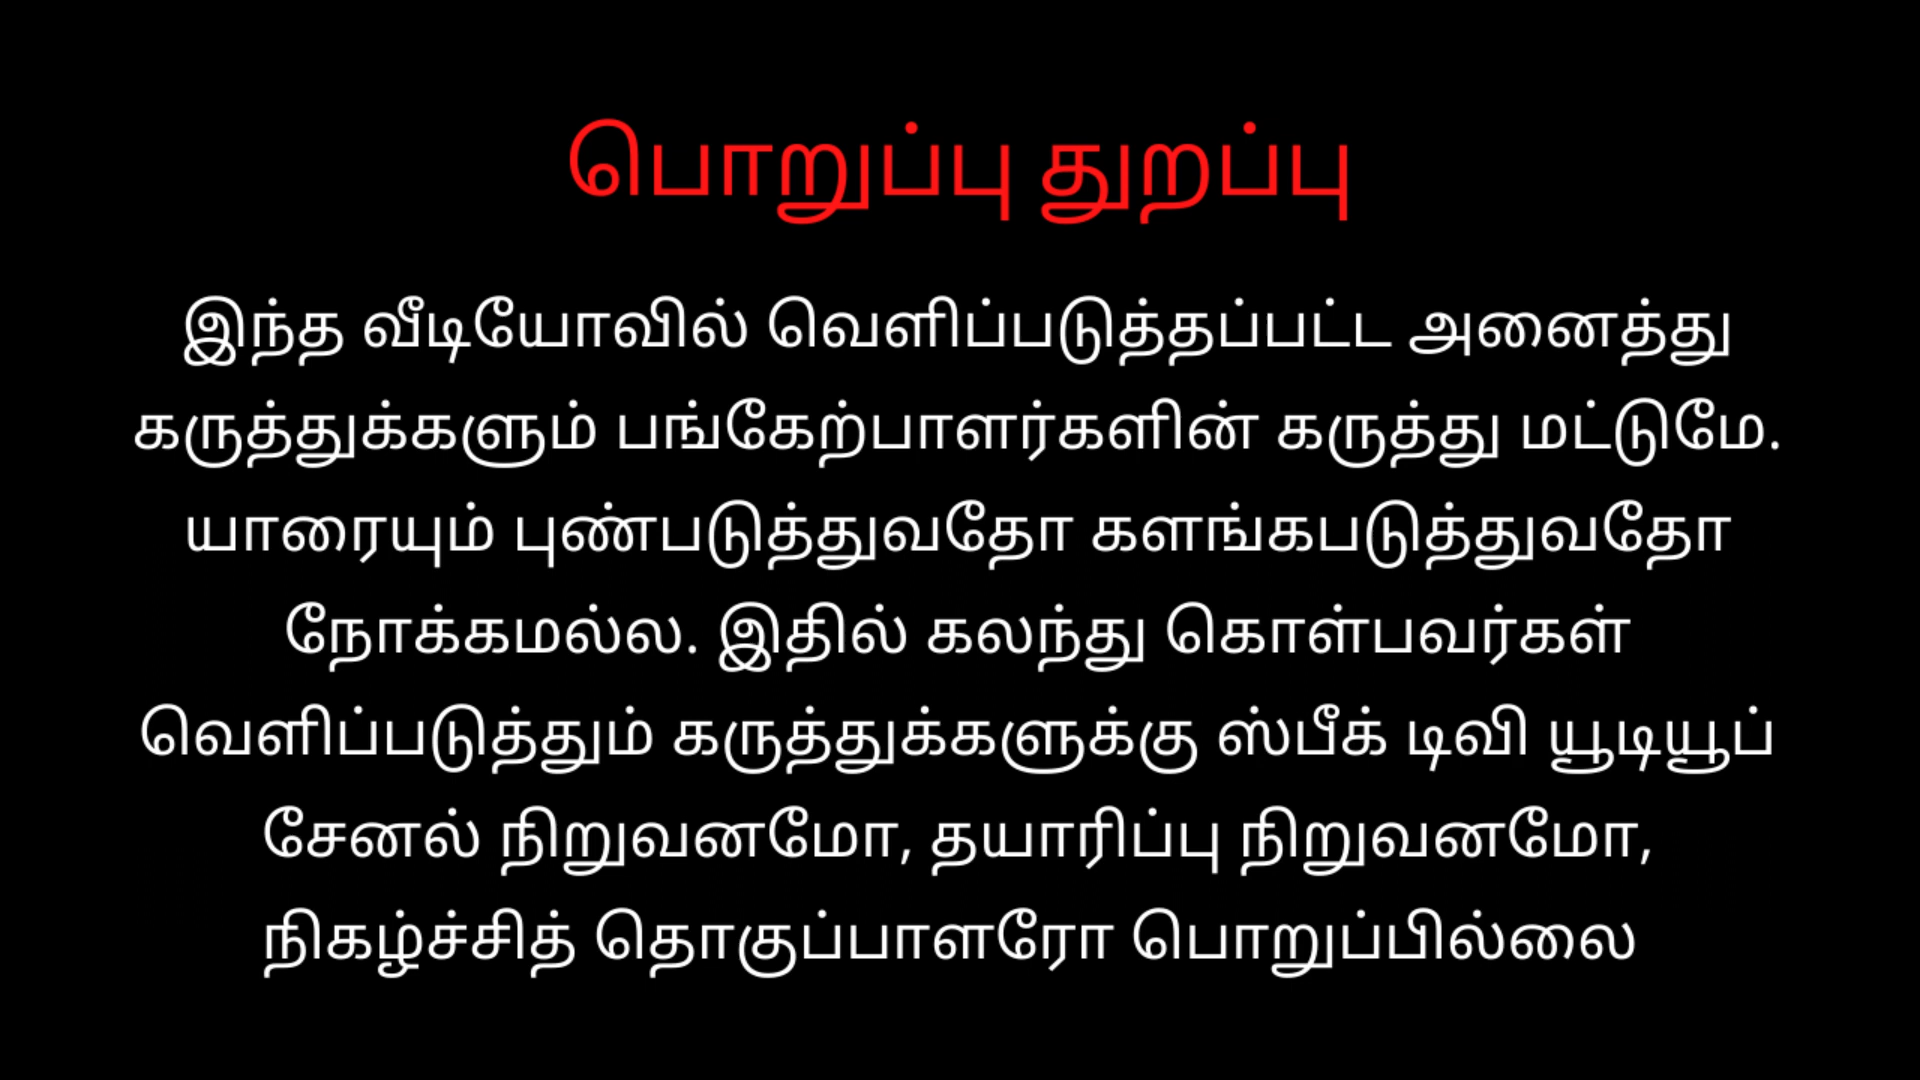 பொறுப்பு துறப்பு
இந்த வீடியோவில் வெளிப்படுத்தப்பட்ட அனைத்து
கருத்துக்களும் பங்கேற்பாளர்களின் கருத்து மட்டுமே.
யாரையும் புண்படுத்துவதோ களங்கபடுத்துவதோ
நோக்கமல்ல. இதில் கலந்து கொள்பவர்கள்
வெளிப்படுத்தும் கருத்துக்களுக்கு ஸ்பீக் டிவி யூடியூப்
சேனல் நிறுவனமோ, தயாரிப்பு நிறுவனமோ,
நிகழ்ச்சித் தொகுப்பாளரோ பொறுப்பில்லை